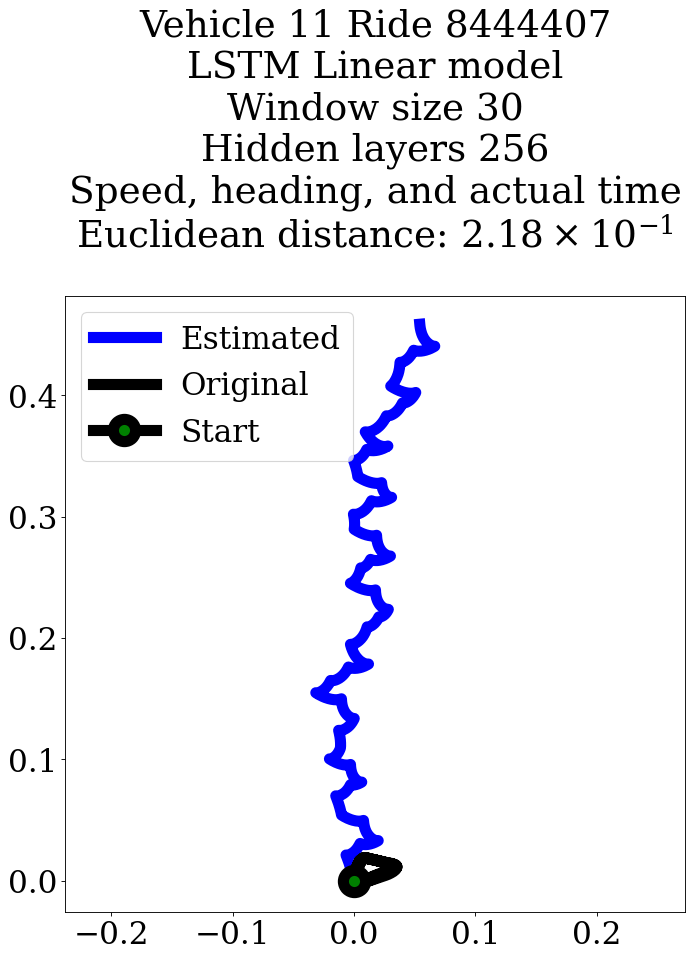 Vehicle 11 Ride 8444407
LSTM Linear model
Window size 30
Hidden layers 256
Speed, heading, and actual time
Euclidean distance: 2.18 × 10⁻¹
Estimated
Original
Start
0.4
0.3
0.2
0.1
0.0
−0.2 −0.1 0.0 0.1 0.2